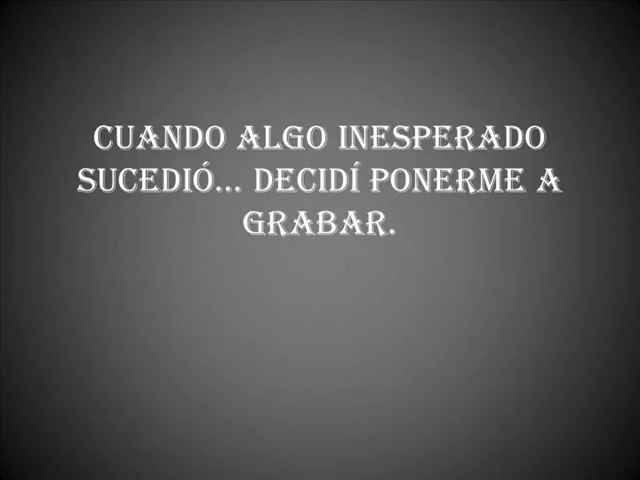 CUANDO ALGO INESPERADO
SUCEDIÓ... DECIDÍ PONERME A
GRABAR.